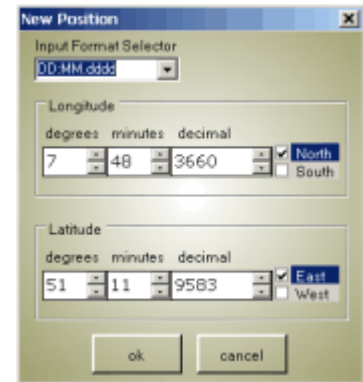 New Position
Input Format Selector
DD:MM.dddd
Longitude
degrees minutes decimal
7 48 3660 North
South
Latitude
degrees minutes decimal
51 11 9583 East
West
ok cancel